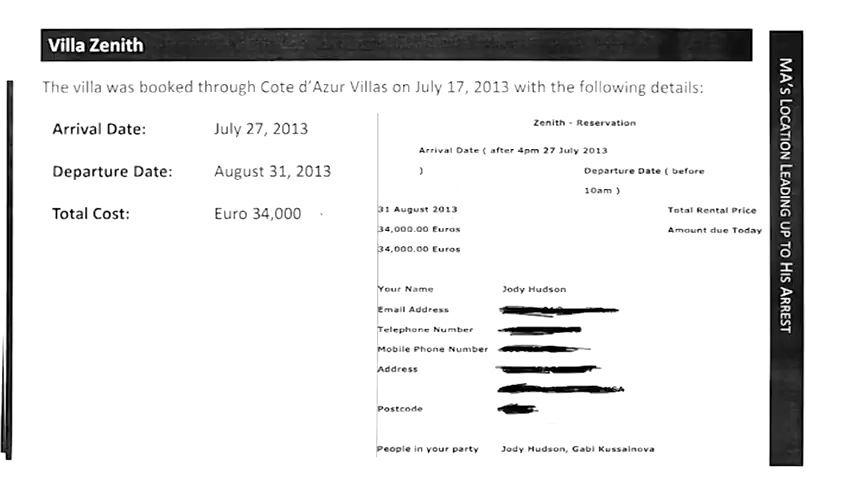 Villa Zenith
The villa was booked through Cote d'Azur Villas on July 17, 2013 with the following details:
Arrival Date: July 27, 2013
Departure Date: August 31, 2013
Total Cost: Euro 34,000
Zenith - Reservation
Arrival Date ( after 4pm 27 July 2013
) Departure Date ( before
10am )
31 August 2013 Total Rental Price
34,000.00 Euros Amount due Today
34,000.00 Euros
Your Name Jody Hudson
Email Address
Telephone Number
Mobile Phone Number
Address
Postcode
People in your party Jody Hudson, Gabi Kussainova
MA'S LOCATION LEADING UP TO HIS ARREST